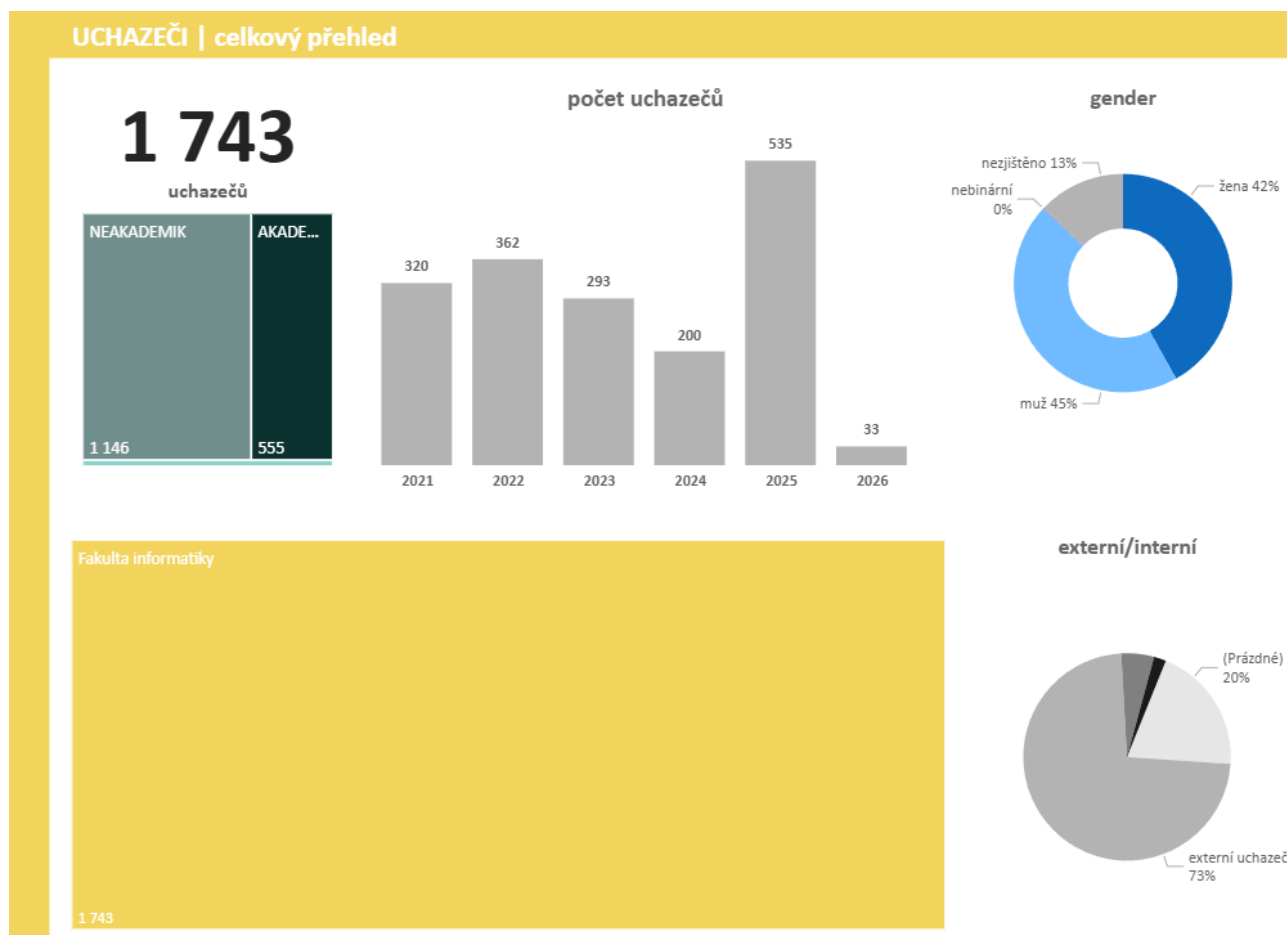 UCHAZEČI | celkový přehled
1 743
uchazečů
NEAKADEMIK
AKADE...
1 146
555
počet uchazečů
320
362
293
200
535
33
2021
2022
2023
2024
2025
2026
gender
nezjištěno 13%
nebinární
0%
žena 42%
muž 45%
Fakulta informatiky
1 743
externí/interní
(Prázdné)
20%
externí uchazeč
73%